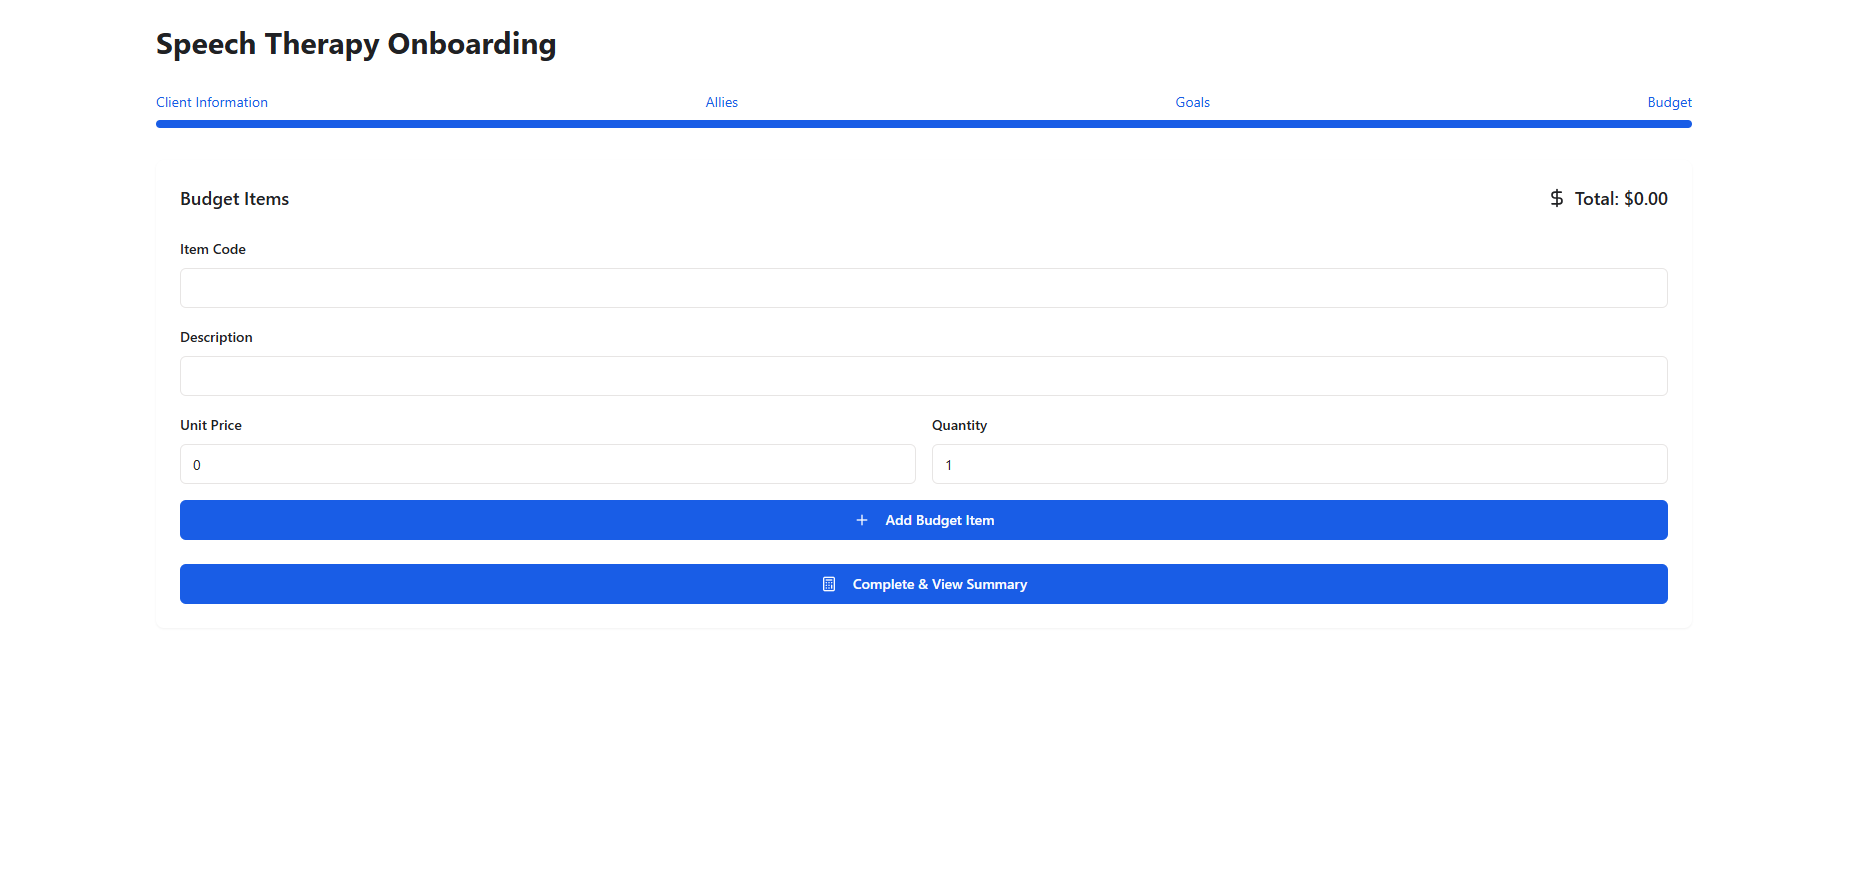 Speech Therapy Onboarding
Client Information Allies Goals Budget
Budget Items Total: $0.00
Item Code
Description
Unit Price Quantity
0 1
Add Budget Item
Complete & View Summary